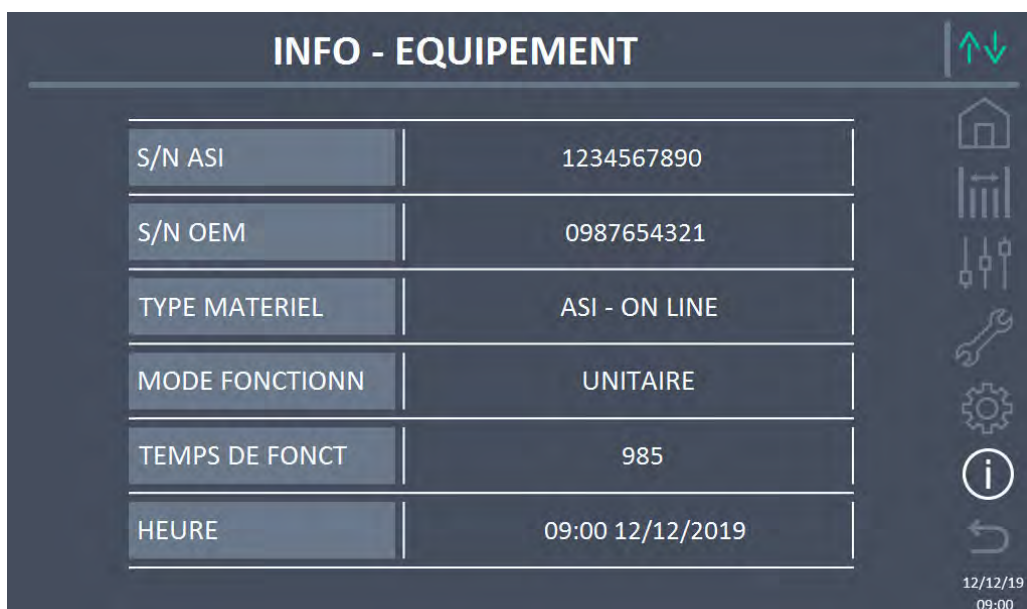 INFO - EQUIPEMENT
S/N ASI 1234567890
S/N OEM 0987654321
TYPE MATERIEL ASI - ON LINE
MODE FONCTIONN UNITAIRE
TEMPS DE FONCT 985
HEURE 09:00 12/12/2019
12/12/19
09:00